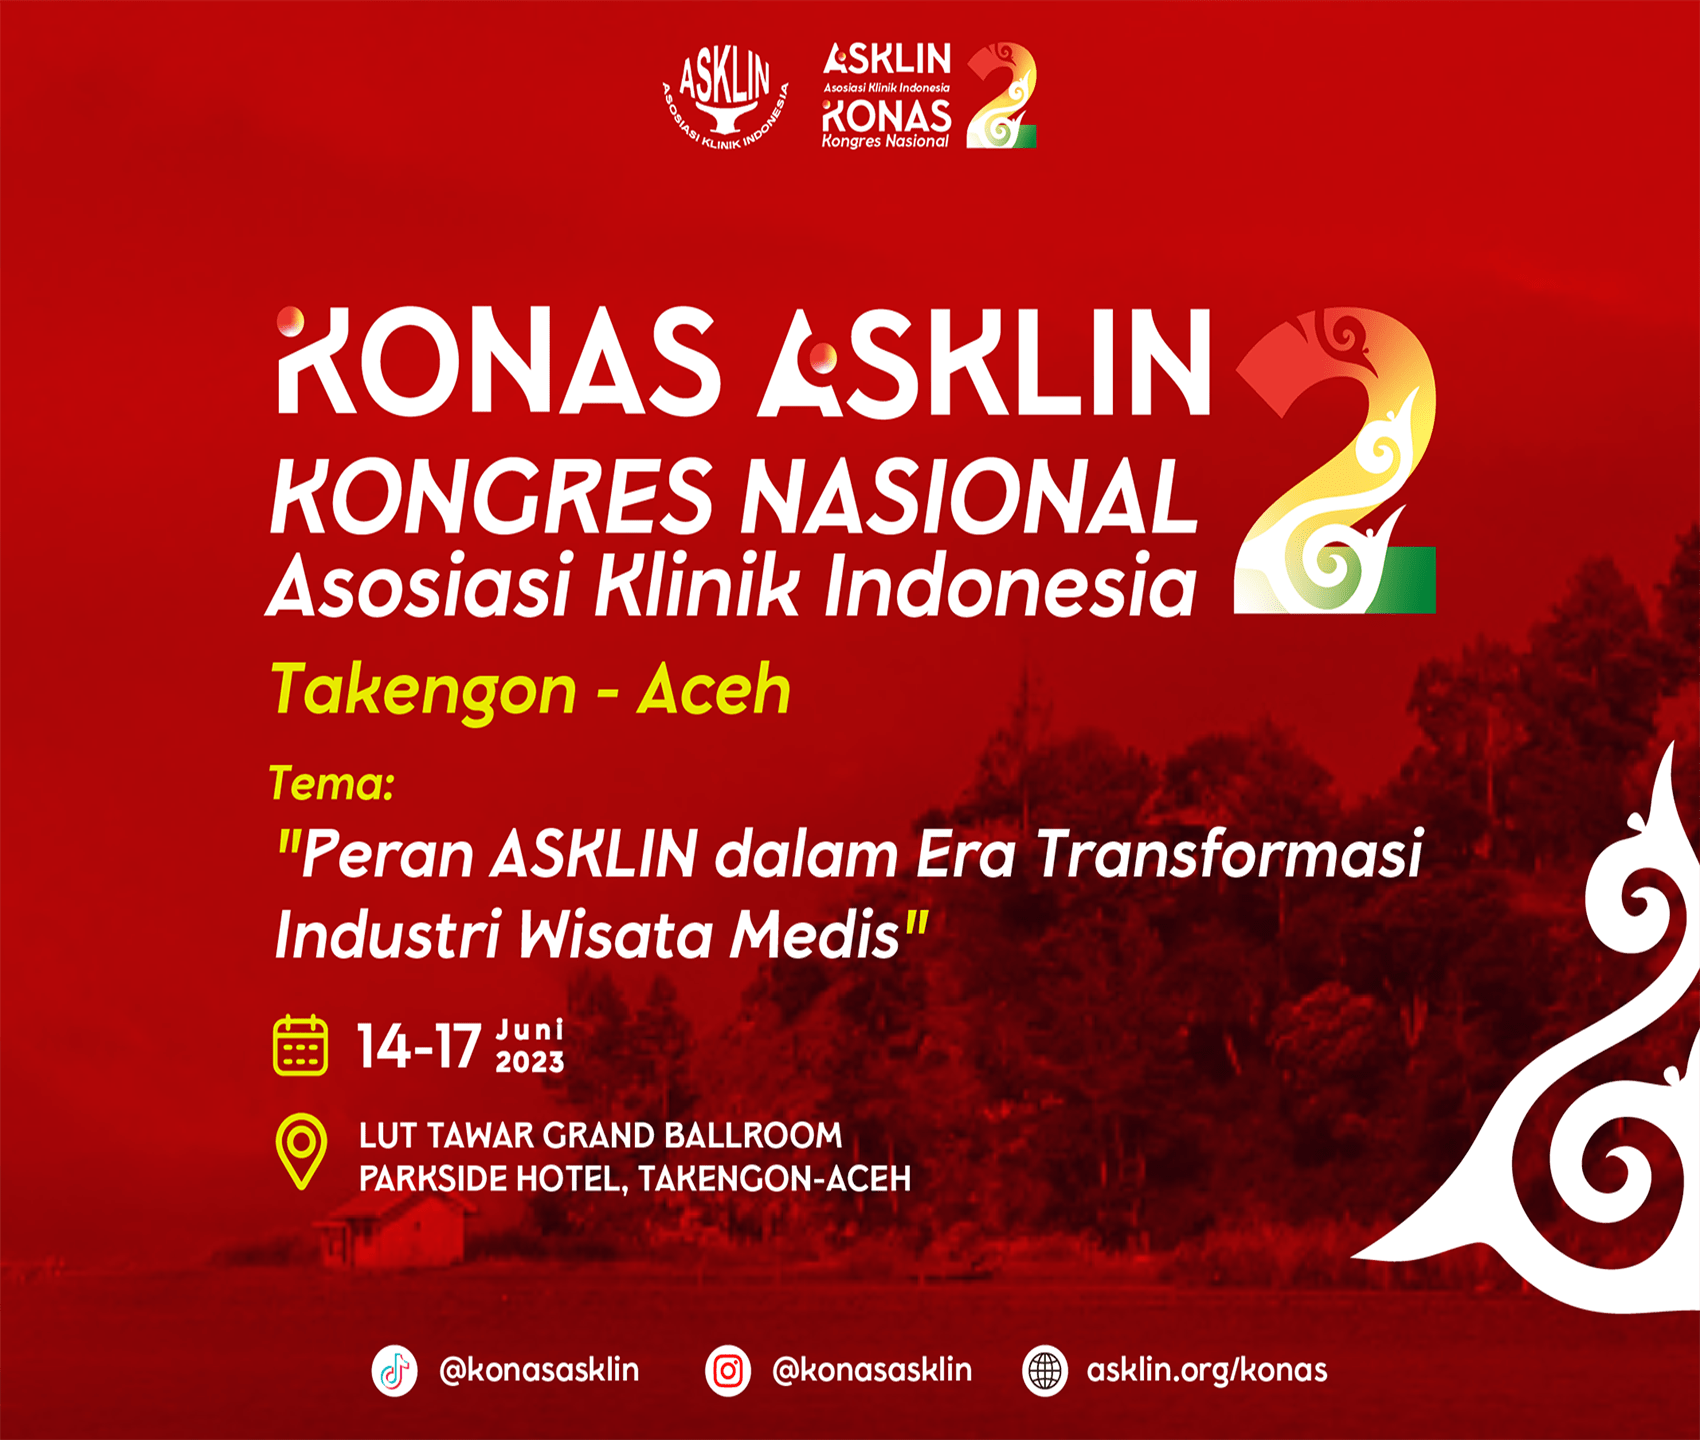 ASKLIN
ASOSIASI KLINIK INDONESIA
ASKLIN
Asosiasi Klinik Indonesia
KONAS
Kongres Nasional
2
KONAS ASKLIN 2
KONGRES NASIONAL
Asosiasi Klinik Indonesia
Takengon - Aceh
Tema:
"Peran ASKLIN dalam Era Transformasi
Industri Wisata Medis"
14-17 Juni 2023
LUT TAWAR GRAND BALLROOM
PARKSIDE HOTEL, TAKENGON-ACEH
@konasasklin @konasasklin asklin.org/konas